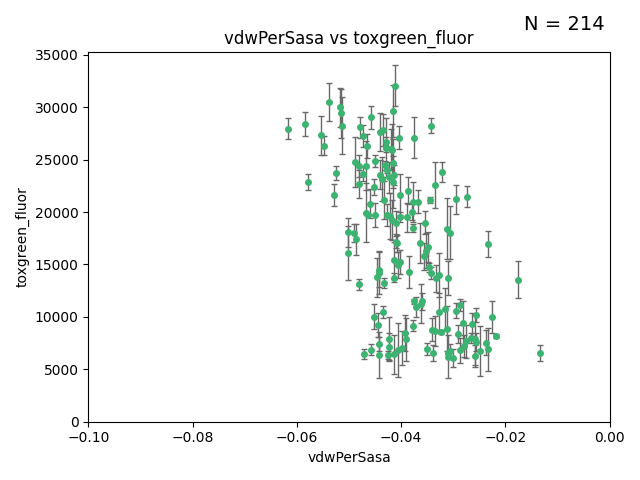 N = 214
vdwPerSasa vs toxgreen_fluor
35000
30000
25000
20000
15000
10000
5000
0
toxgreen_fluor
−0.10 −0.08 −0.06 −0.04 −0.02 0.00
vdwPerSasa